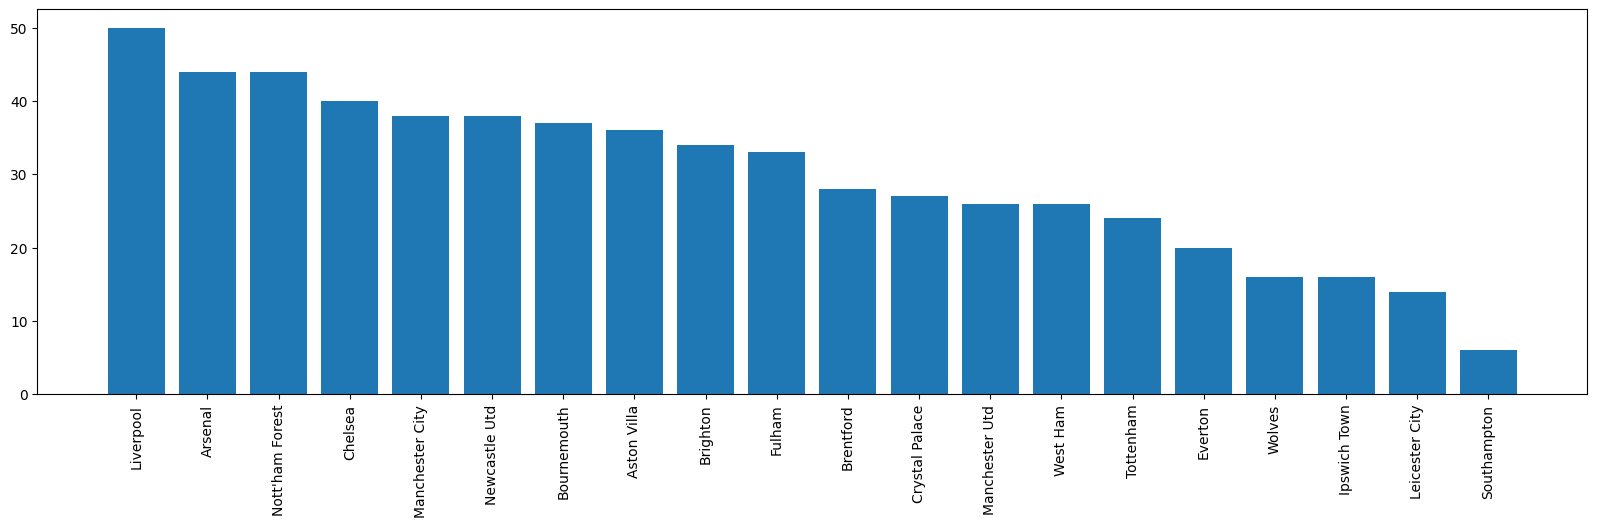 50
40
30
20
10
0
Liverpool
Arsenal
Nott'ham Forest
Chelsea
Manchester City
Newcastle Utd
Bournemouth
Aston Villa
Brighton
Fulham
Brentford
Crystal Palace
Manchester Utd
West Ham
Tottenham
Everton
Wolves
Ipswich Town
Leicester City
Southampton